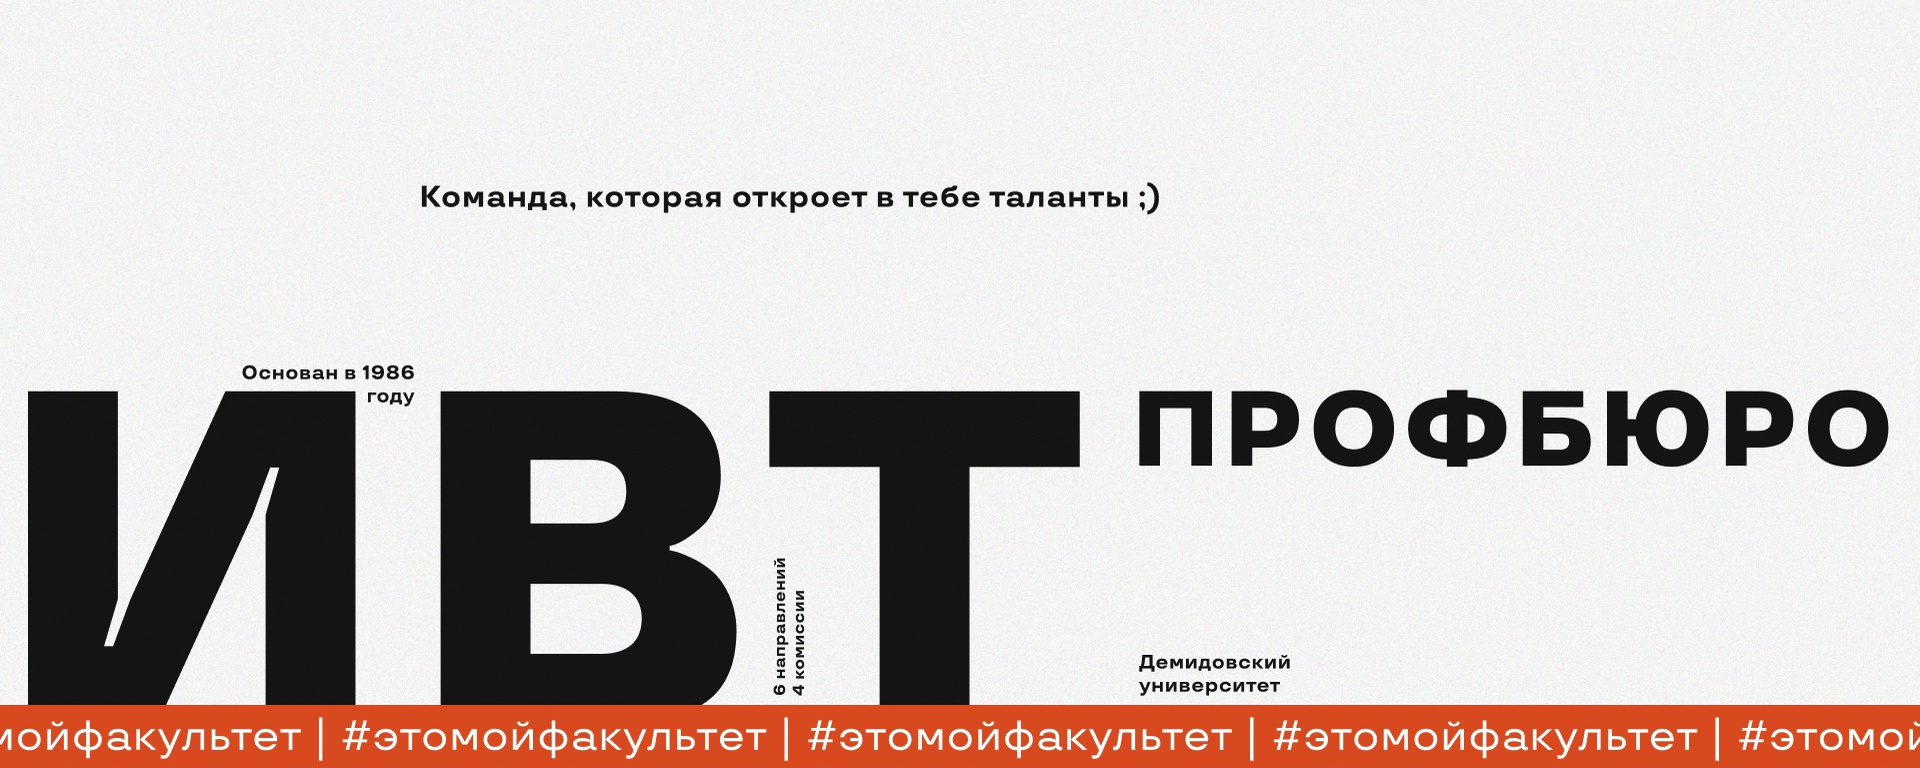 Команда, которая откроет в тебе таланты ;)
Основан в 1986
году
ИВТ
ПРОФБЮРО
6 направлений
4 комиссии
Демидовский
университет
мойфакультет | #этомойфакультет | #этомойфакультет | #этомойфакультет | #этомой